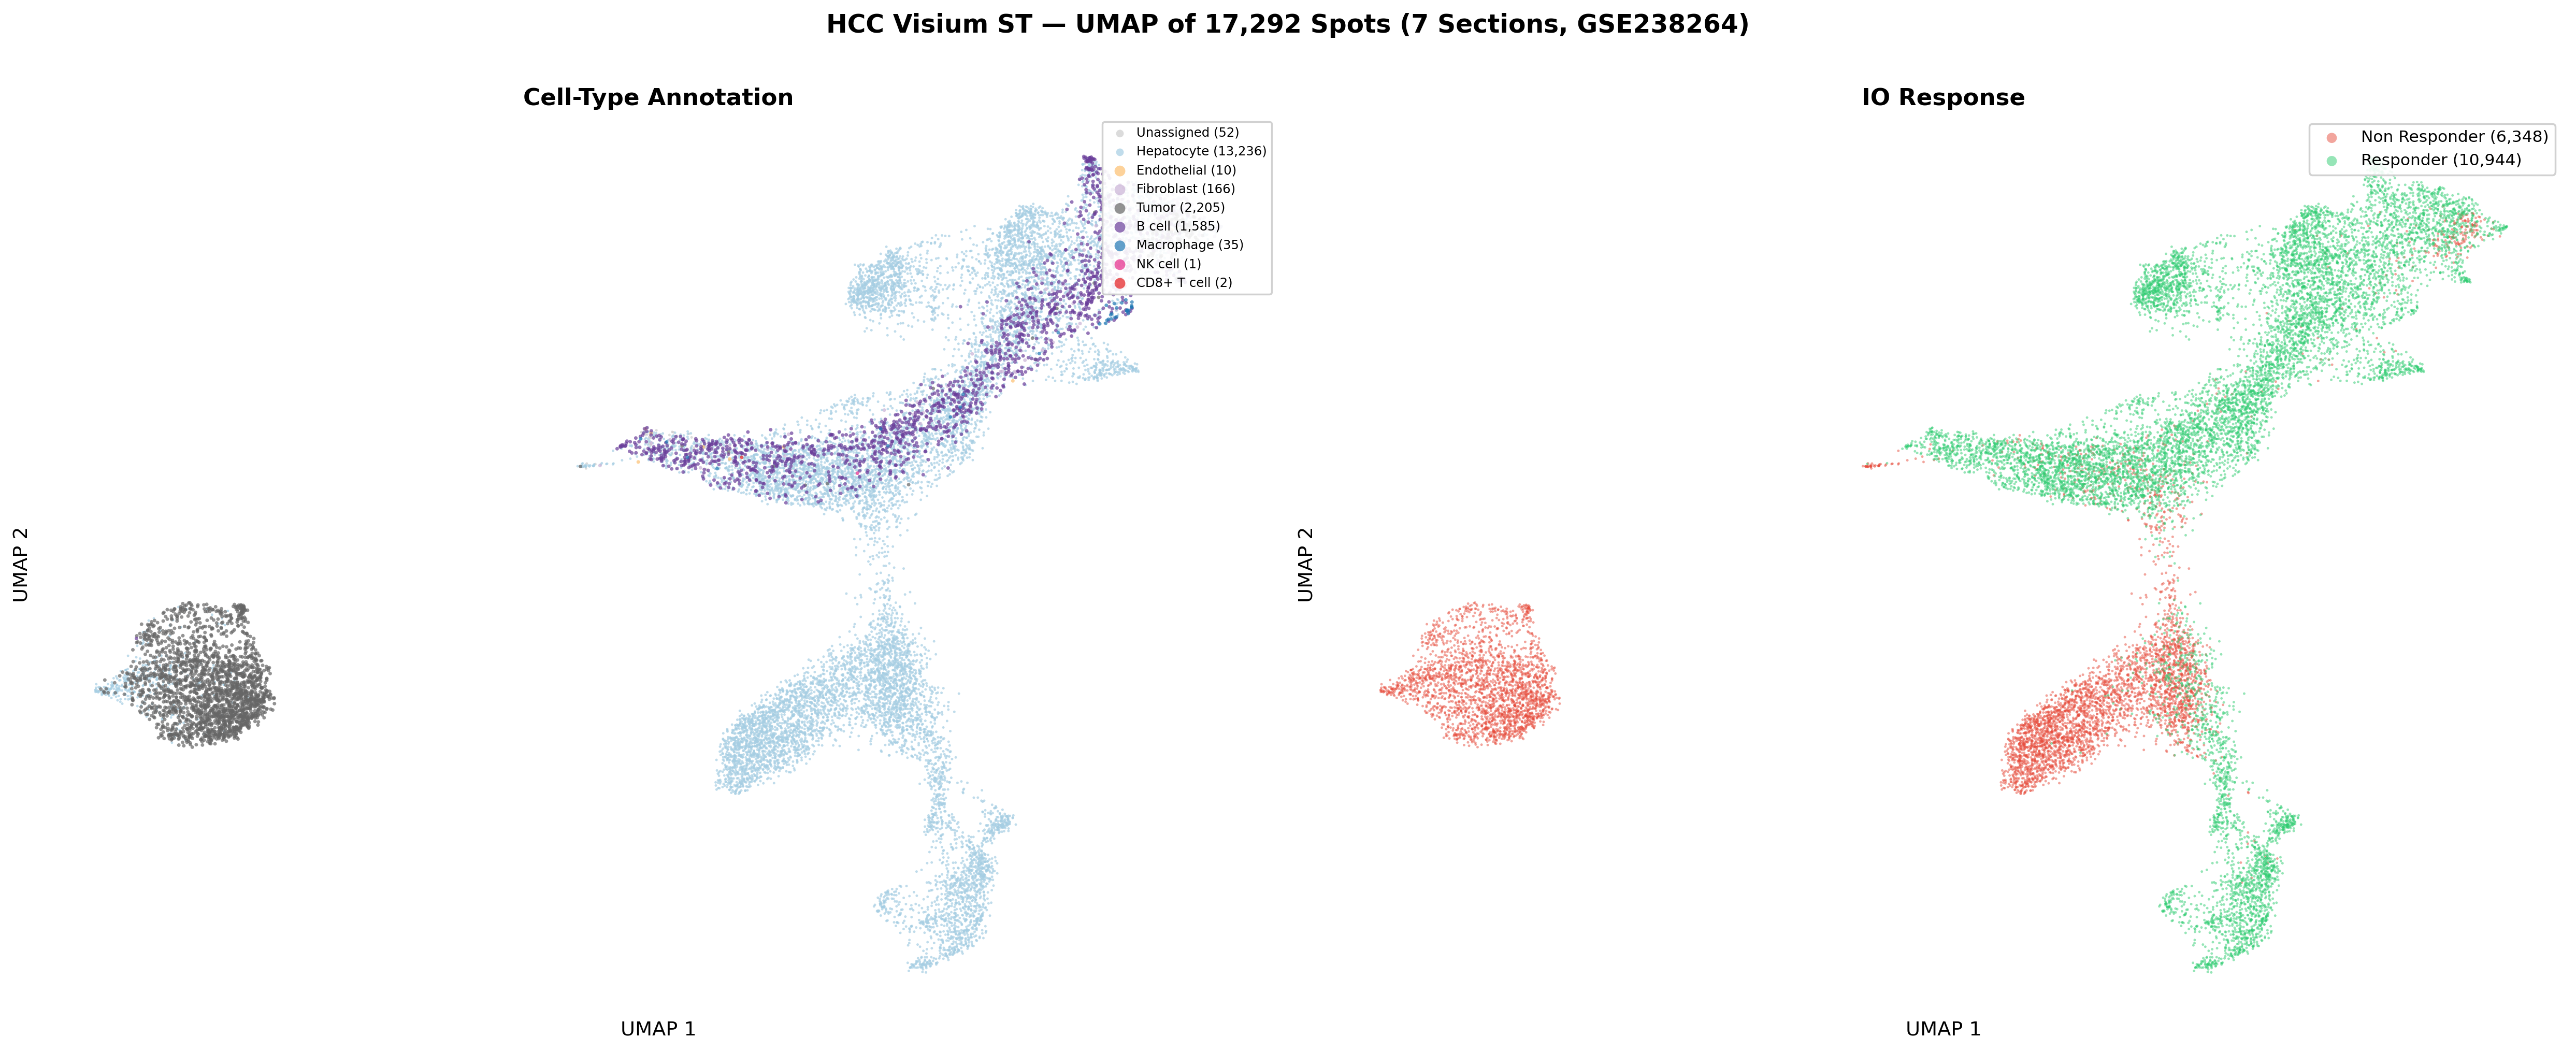 HCC Visium ST — UMAP of 17,292 Spots (7 Sections, GSE238264)
Cell-Type Annotation
Unassigned (52)
Hepatocyte (13,236)
Endothelial (10)
Fibroblast (166)
Tumor (2,205)
B cell (1,585)
Macrophage (35)
NK cell (1)
CD8+ T cell (2)
UMAP 2
UMAP 1
IO Response
Non Responder (6,348)
Responder (10,944)
UMAP 2
UMAP 1